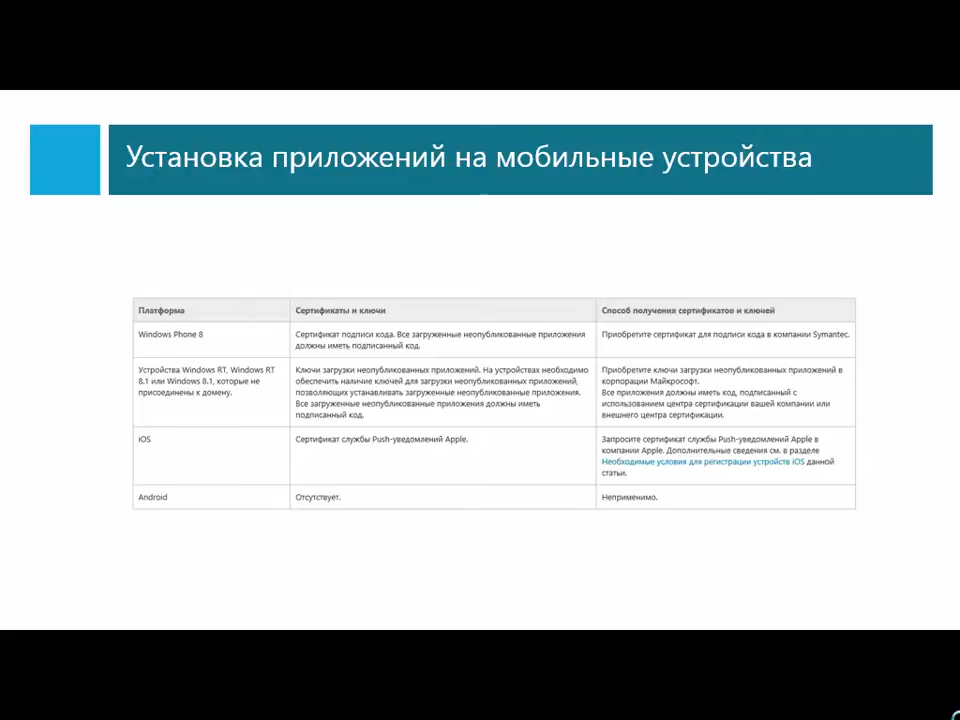 Установка приложений на мобильные устройства
Платформа
Сертификаты и ключи
Способ получения сертификатов и ключей
Windows Phone 8
Сертификат подписи кода. Все загруженные неопубликованные приложения
должны иметь подписанный код.
Приобретите сертификат для подписи кода в компании Symantec.
Устройства Windows RT, Windows RT
8.1 или Windows 8.1, которые не
присоединены к домену.
Ключи загрузки неопубликованных приложений. На устройствах необходимо
обеспечить наличие ключей для загрузки неопубликованных приложений,
позволяющих устанавливать загруженные неопубликованные приложения.
Все загруженные неопубликованные приложения должны иметь
подписанный код.
Приобретите ключи загрузки неопубликованных приложений в
корпорации Майкрософт.
Все приложения должны иметь код, подписанный с
использованием центра сертификации вашей компании или
внешнего центра сертификации.
iOS
Сертификат службы Push-уведомлений Apple.
Запросите сертификат службы Push-уведомлений Apple в
компании Apple. Дополнительные сведения см. в разделе
Необходимые условия для регистрации устройств iOS данной
статьи.
Android
Отсутствует.
Неприменимо.